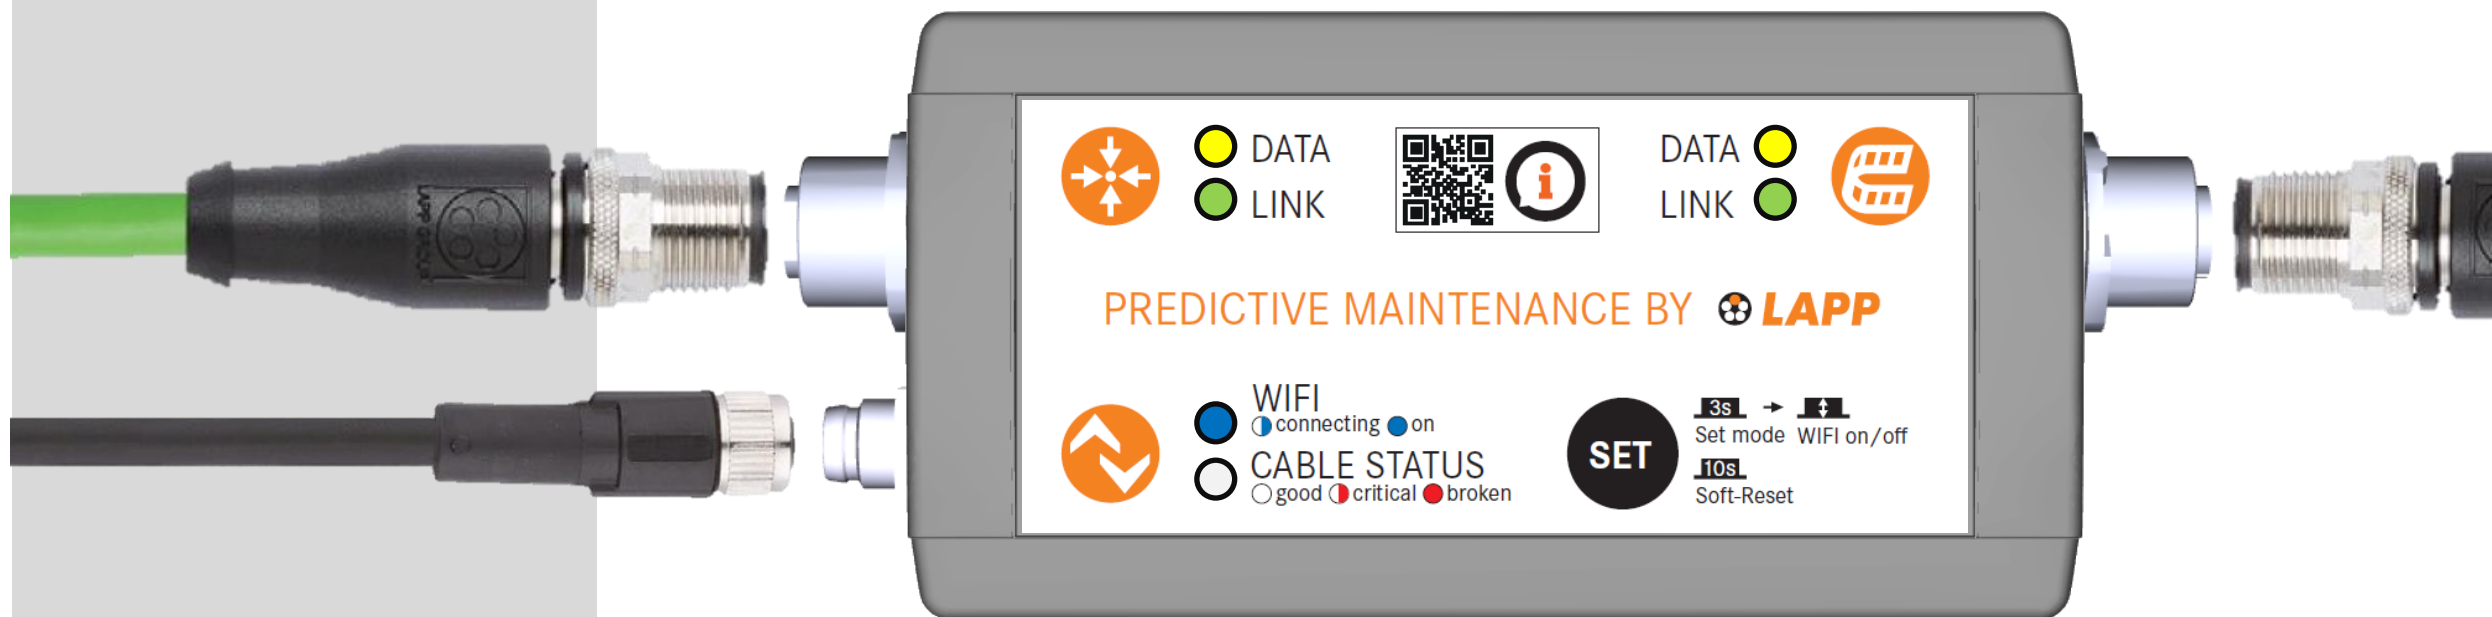 DATA
LINK
DATA
LINK
i
PREDICTIVE MAINTENANCE BY LAPP
WIFI
connecting on
CABLE STATUS
good critical broken
SET
3s
Set mode WIFI on/off
10s
Soft-Reset
LAPP